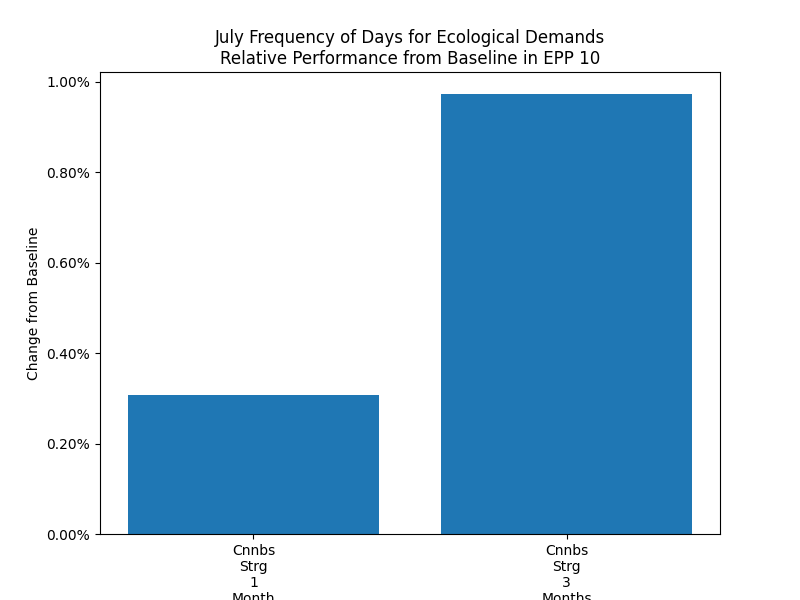 July Frequency of Days for Ecological Demands
Relative Performance from Baseline in EPP 10
Change from Baseline
1.00%
0.80%
0.60%
0.40%
0.20%
0.00%
Cnnbs
Strg
1
Month
Cnnbs
Strg
3
Months